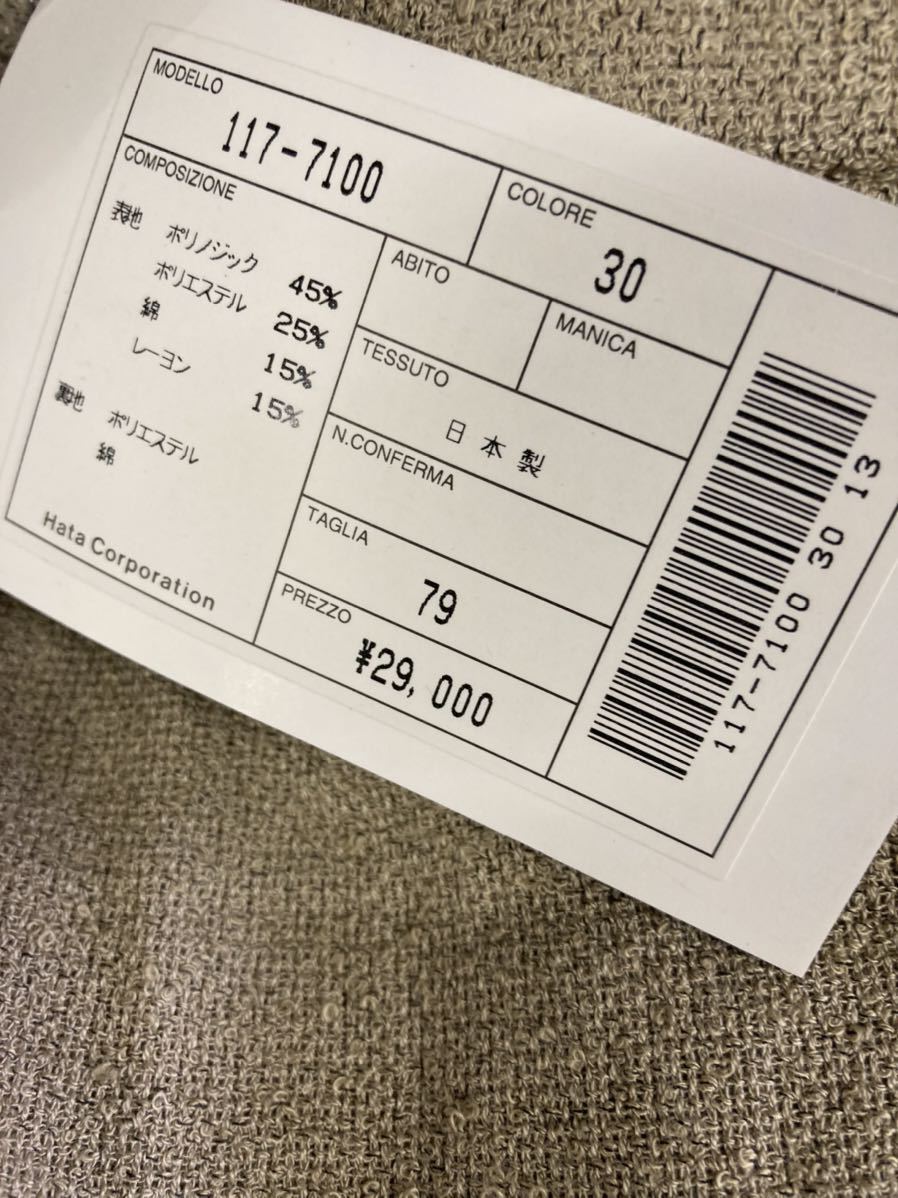 MODELLO
117-7100
COLORE
30
COMPOSIZIONE
表地 ポリノジック 45%
ポリエステル 25%
綿 15%
レーヨン 15%
裏地 ポリエステル
綿
Hata Corporation
ABITO
MANICA
TESSUTO
日本製
N.CONFERMA
TAGLIA
79
PREZZO
¥29,000
117-7100 30 13